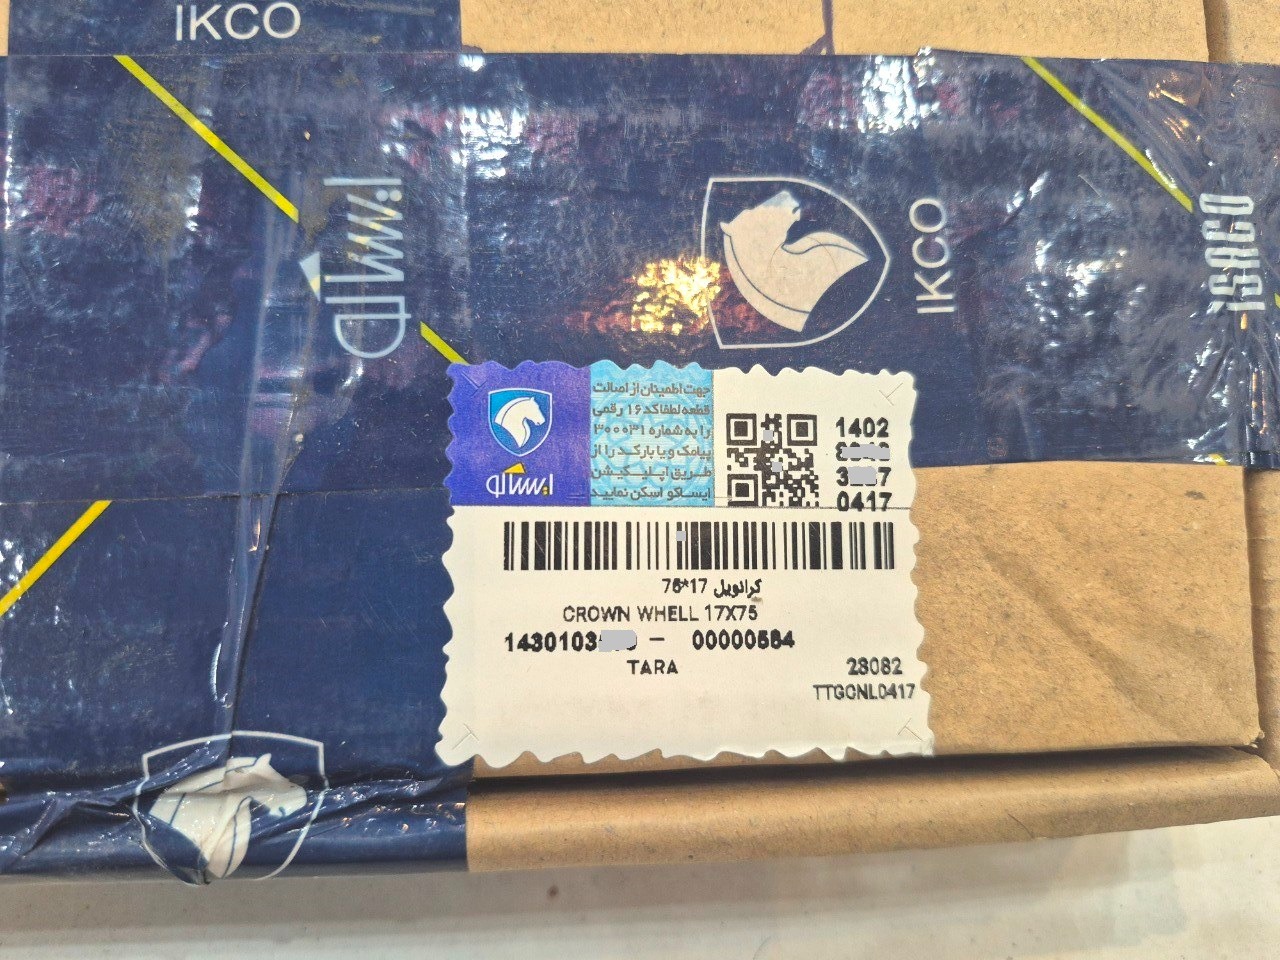 IKCO
ایساکو
IKCO
ISACO
ایساکو
جهت اطمینان از اصالت
قطعه لطفا کد ۱۶ رقمی
را به شماره ۳۰۰۰۳۱
پیامک و یا بارکد را از
طریق اپلیکیشن
ایساکو اسکن نمایید
1402
0417
کرانویل 17*75
CROWN WHELL 17X75
1430103 - 00000584
TARA
23082
TTGCNL0417